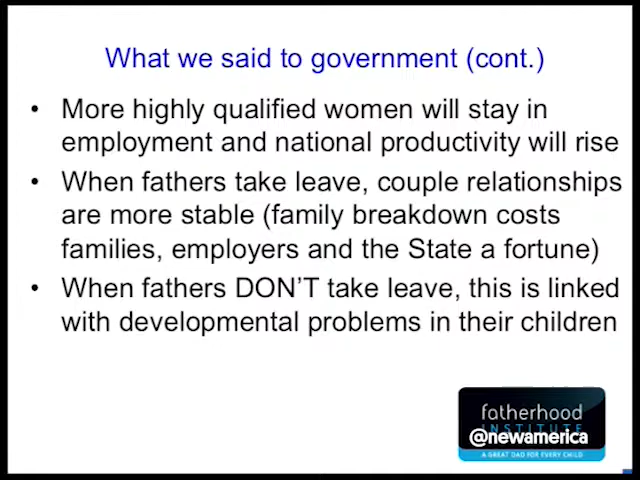 What we said to government (cont.)
• More highly qualified women will stay in
employment and national productivity will rise
• When fathers take leave, couple relationships
are more stable (family breakdown costs
families, employers and the State a fortune)
• When fathers DON'T take leave, this is linked
with developmental problems in their children
fatherhood
INSTITUTE
@newamerica
A GREAT DAD FOR EVERY CHILD